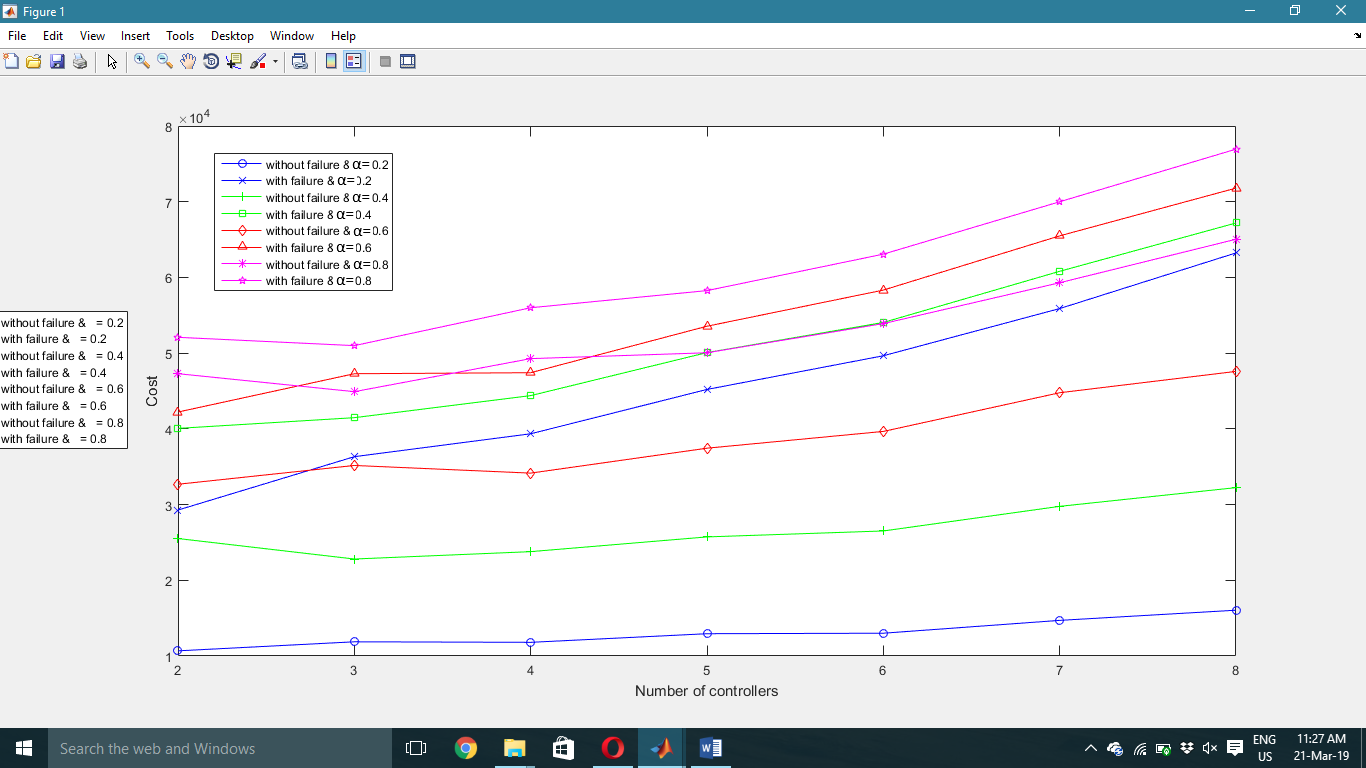 Figure 1
File Edit View Insert Tools Desktop Window Help
×10⁴
8
7
6
5
4
3
2
1
Cost
without failure & α= 0.2
with failure & α=0.2
without failure & α= 0.4
with failure & α=0.4
without failure & α=0.6
with failure & α= 0.6
without failure & α=0.8
with failure & α= 0.8
without failure & = 0.2
with failure & = 0.2
without failure & = 0.4
with failure & = 0.4
without failure & = 0.6
with failure & = 0.6
without failure & = 0.8
with failure & = 0.8
2 3 4 5 6 7 8
Number of controllers
Search the web and Windows
W
ENG
US
11:27 AM
21-Mar-19